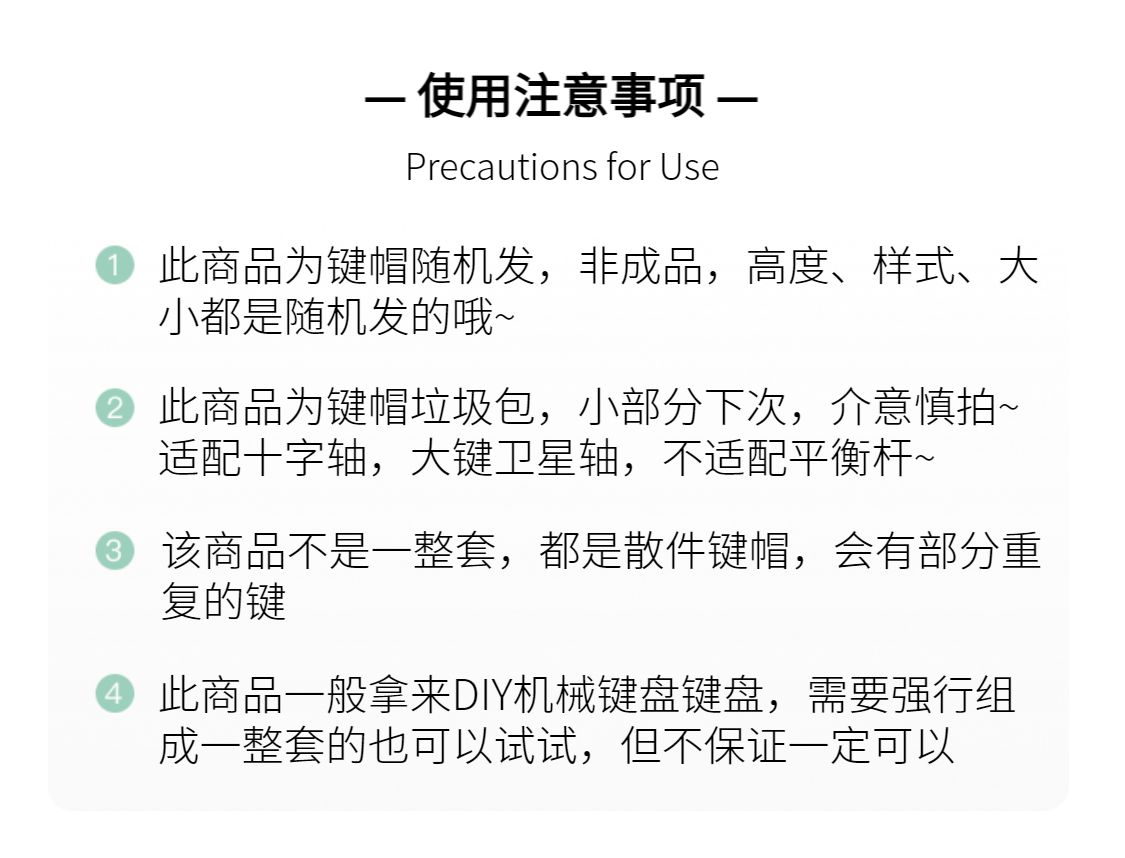 — 使用注意事项 —
Precautions for Use
1 此商品为键帽随机发，非成品，高度、样式、大
小都是随机发的哦~
2 此商品为键帽垃圾包，小部分下次，介意慎拍~
适配十字轴，大键卫星轴，不适配平衡杆~
3 该商品不是一整套，都是散件键帽，会有部分重
复的键
4 此商品一般拿来DIY机械键盘键盘，需要强行组
成一整套的也可以试试，但不保证一定可以